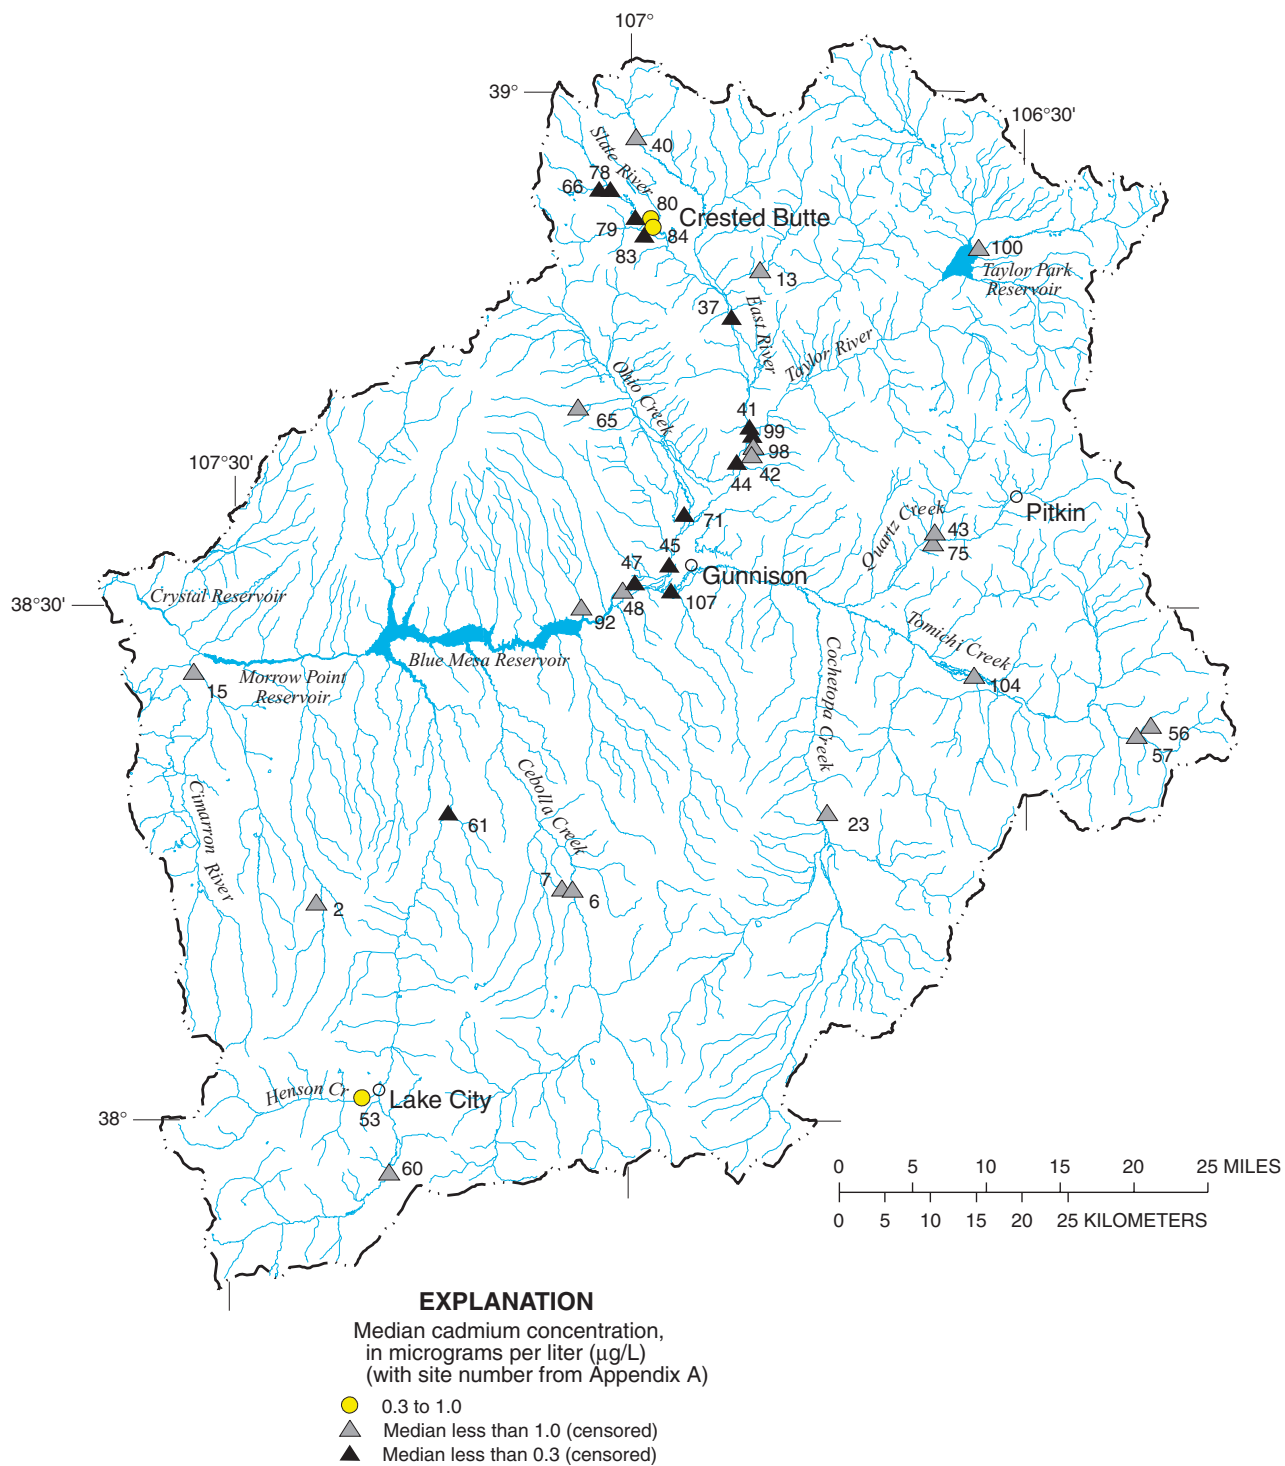 107°
39°
106°30'
Slate River
40
66
78
80
Crested Butte
79
84
83
100
Taylor Park
Reservoir
13
37
East River
Taylor River
Ohio Creek
65
41
99
98
42
44
107°30'
71
Pitkin
Quartz Creek
43
75
45
Gunnison
47
48
107
92
38°30'
Crystal Reservoir
Blue Mesa Reservoir
Morrow Point
Reservoir
15
Tomichi Creek
104
Cochetopa Creek
56
57
Cebolla Creek
Cimarron River
61
23
7
6
2
Henson Cr
Lake City
53
38°
60
0 5 10 15 20 25 MILES
0 5 10 15 20 25 KILOMETERS
EXPLANATION
Median cadmium concentration,
in micrograms per liter (µg/L)
(with site number from Appendix A)
0.3 to 1.0
Median less than 1.0 (censored)
Median less than 0.3 (censored)